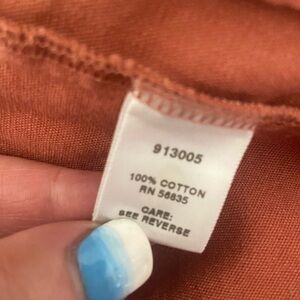 913005
100% COTTON
RN 56835
CARE:
SEE REVERSE